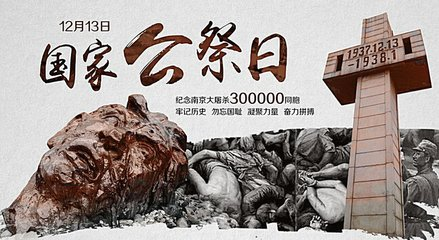 12月13日
国家公祭日
纪念南京大屠杀300000同胞
牢记历史 勿忘国耻 凝聚力量 奋力拼搏
1937.12.13
-1938.1